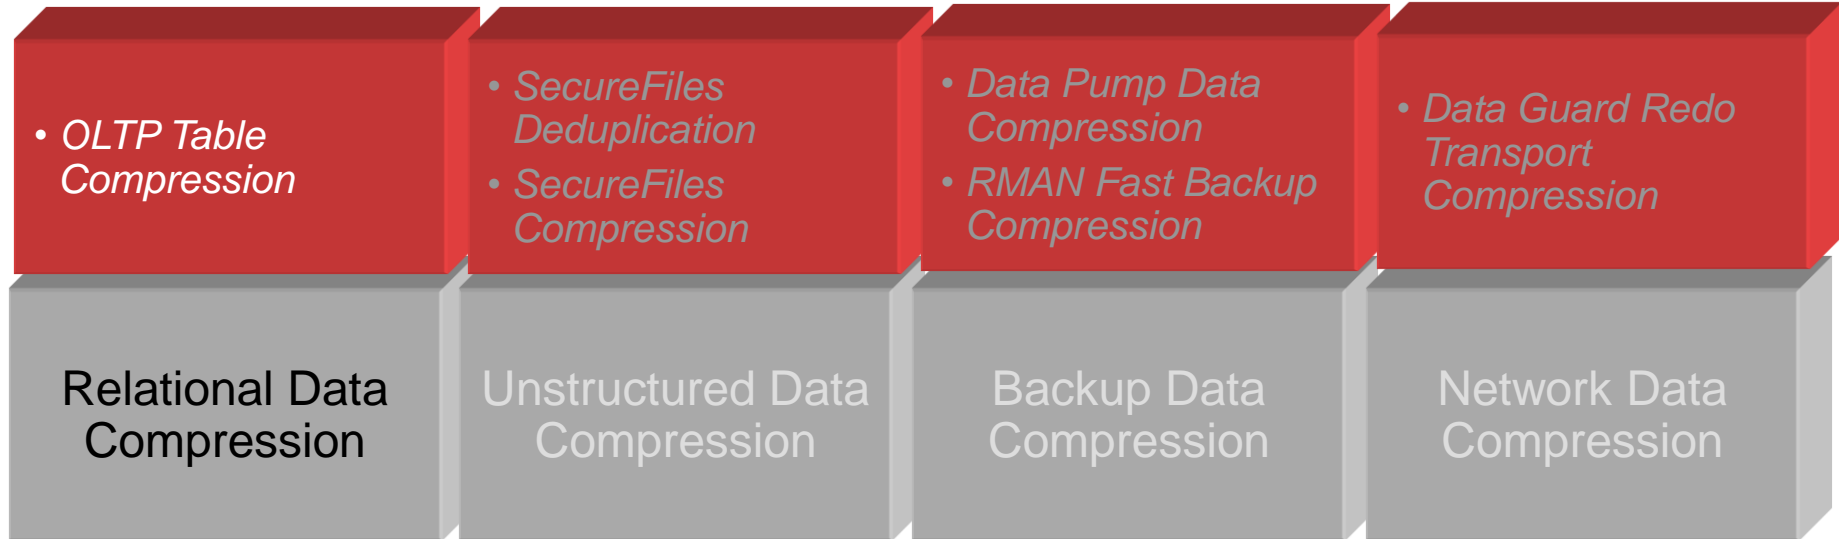 • OLTP Table
Compression
• SecureFiles
Deduplication
• SecureFiles
Compression
• Data Pump Data
Compression
• RMAN Fast Backup
Compression
• Data Guard Redo
Transport
Compression
Relational Data
Compression
Unstructured Data
Compression
Backup Data
Compression
Network Data
Compression